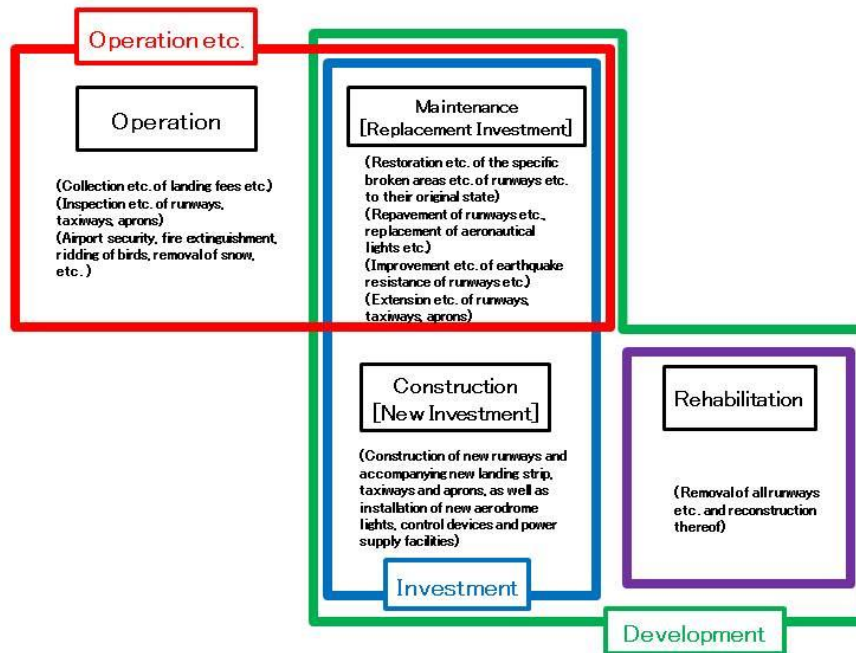 Operation etc.
Operation
(Collection etc. of landing fees etc.)
(Inspection etc. of runways,
taxiways, aprons)
(Airport security, fire extinguishment,
ridding of birds, removal of snow,
etc. )
Maintenance
[Replacement Investment]
(Restoration etc. of the specific
broken areas etc. of runways etc.
to their original state)
(Repavement of runways etc.,
replacement of aeronautical
lights etc.)
(Improvement etc. of earthquake
resistance of runways etc.)
(Extension etc. of runways,
taxiways, aprons)
Construction
[New Investment]
(Construction of new runways and
accompanying new landing strip,
taxiways and aprons, as well as
installation of new aerodrome
lights, control devices and power
supply facilities)
Investment
Rehabilitation
(Removal of all runways
etc. and reconstruction
thereof)
Development